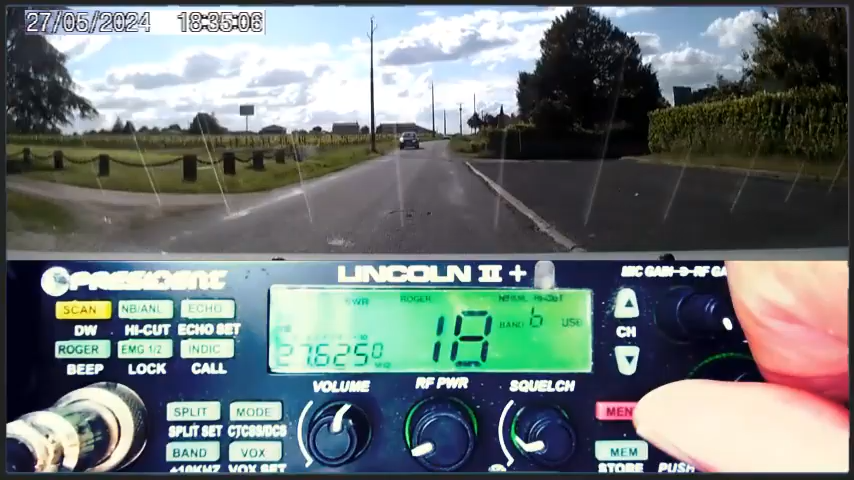 27/05/2024 18:35:06
PRESIDENT LINCOLN II + MIC GAIN RF GA
SCAN NB/ANL ECHO
DW HI-CUT ECHO SET
ROGER EMG 1/2 INDIC
BEEP LOCK CALL
SWR ROGER NB/ANL HI-CUT
18 BAND 6 USB
27.6250
CH
VOLUME RF PWR SQUELCH
SPLIT MODE
SPLIT SET CTCSS/DCS
BAND VOX
+10KHZ VOX SET
MEN
MEM
STORE PUSH